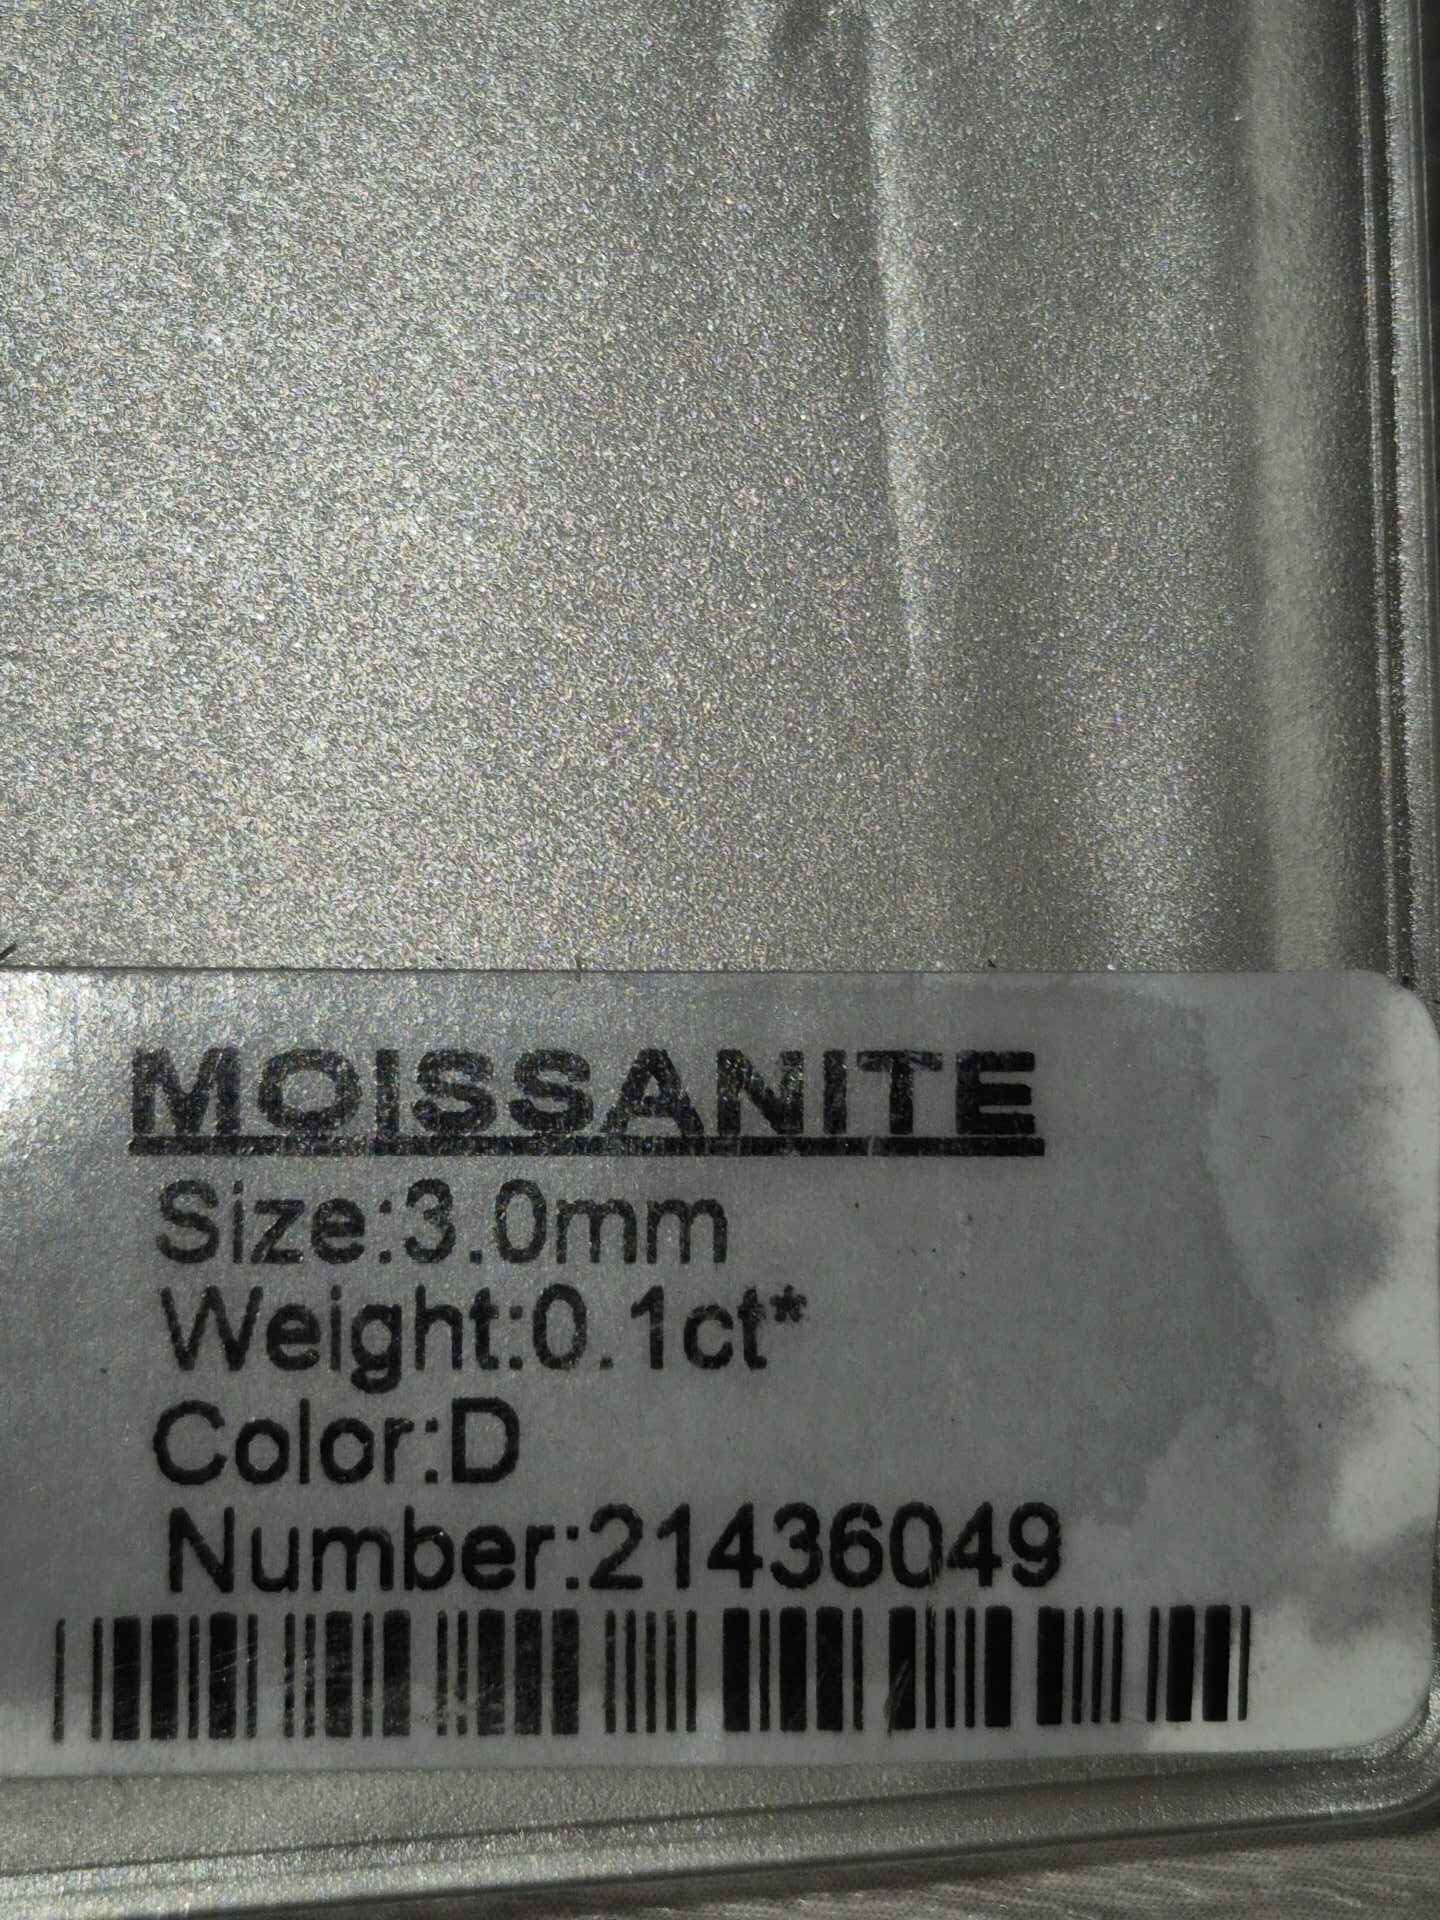 MOISSANITE
Size:3.0mm
Weight:0.1ct*
Color:D
Number:21436049